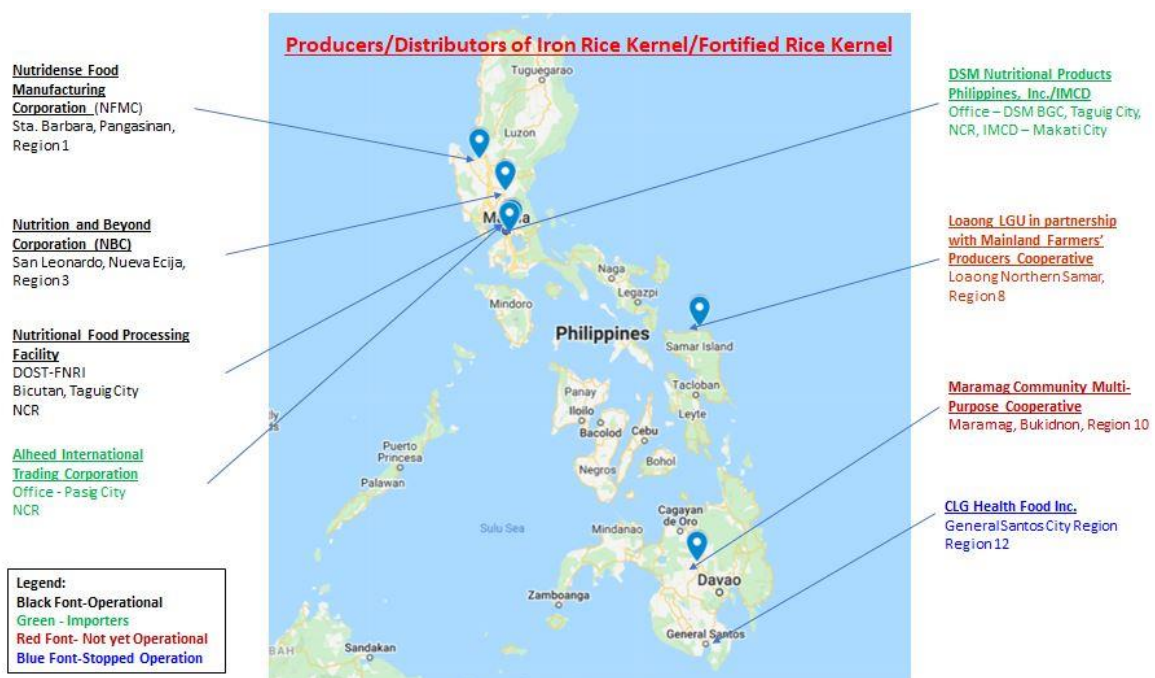 Producers/Distributors of Iron Rice Kernel/Fortified Rice Kernel
Nutridense Food
Manufacturing
Corporation (NFMC)
Sta. Barbara, Pangasinan,
Region 1
Nutrition and Beyond
Corporation (NBC)
San Leonardo, Nueva Ecija,
Region 3
Nutritional Food Processing
Facility
DOST-FNRI
Bicutan, Taguig City
NCR
Alheed International
Trading Corporation
Office - Pasig City
NCR
Legend:
Black Font-Operational
Green - Importers
Red Font- Not yet Operational
Blue Font-Stopped Operation
Tuguegarao
Luzon
Naga
Legazpi
Mindoro
Philippines
Samar Island
Panay
Tacloban
Iloilo
Leyte
Bacolod
Cebu
Puerto
Princesa
Negros
Bohol
Palawan
Cagayan
de Oro
Sulu Sea
Mindanao
Davao
Zamboanga
General Santos
Sandakan
BAH
DSM Nutritional Products
Philippines, Inc./IMCD
Office – DSM BGC, Taguig City,
NCR, IMCD – Makati City
Loaong LGU in partnership
with Mainland Farmers'
Producers Cooperative
Loaong Northern Samar,
Region 8
Maramag Community Multi-
Purpose Cooperative
Maramag, Bukidnon, Region 10
CLG Health Food Inc.
General Santos City Region
Region 12